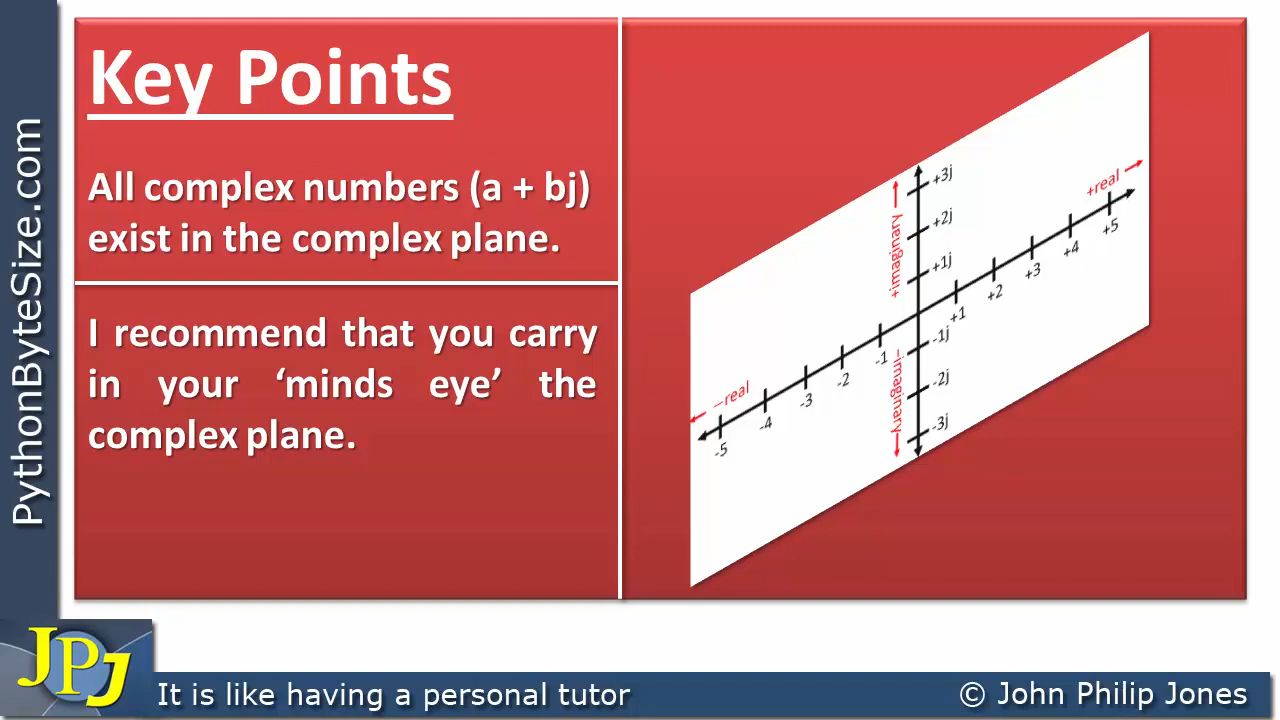 PythonByteSize.com
Key Points
All complex numbers (a + bj)
exist in the complex plane.
I recommend that you carry
in your ‘minds eye’ the
complex plane.
+3j
+2j
+1j
-1j
-2j
-3j
+imaginary
−imaginary
+real
−real
-5
-4
-3
-2
-1
+1
+2
+3
+4
+5
JPJ
It is like having a personal tutor
© John Philip Jones